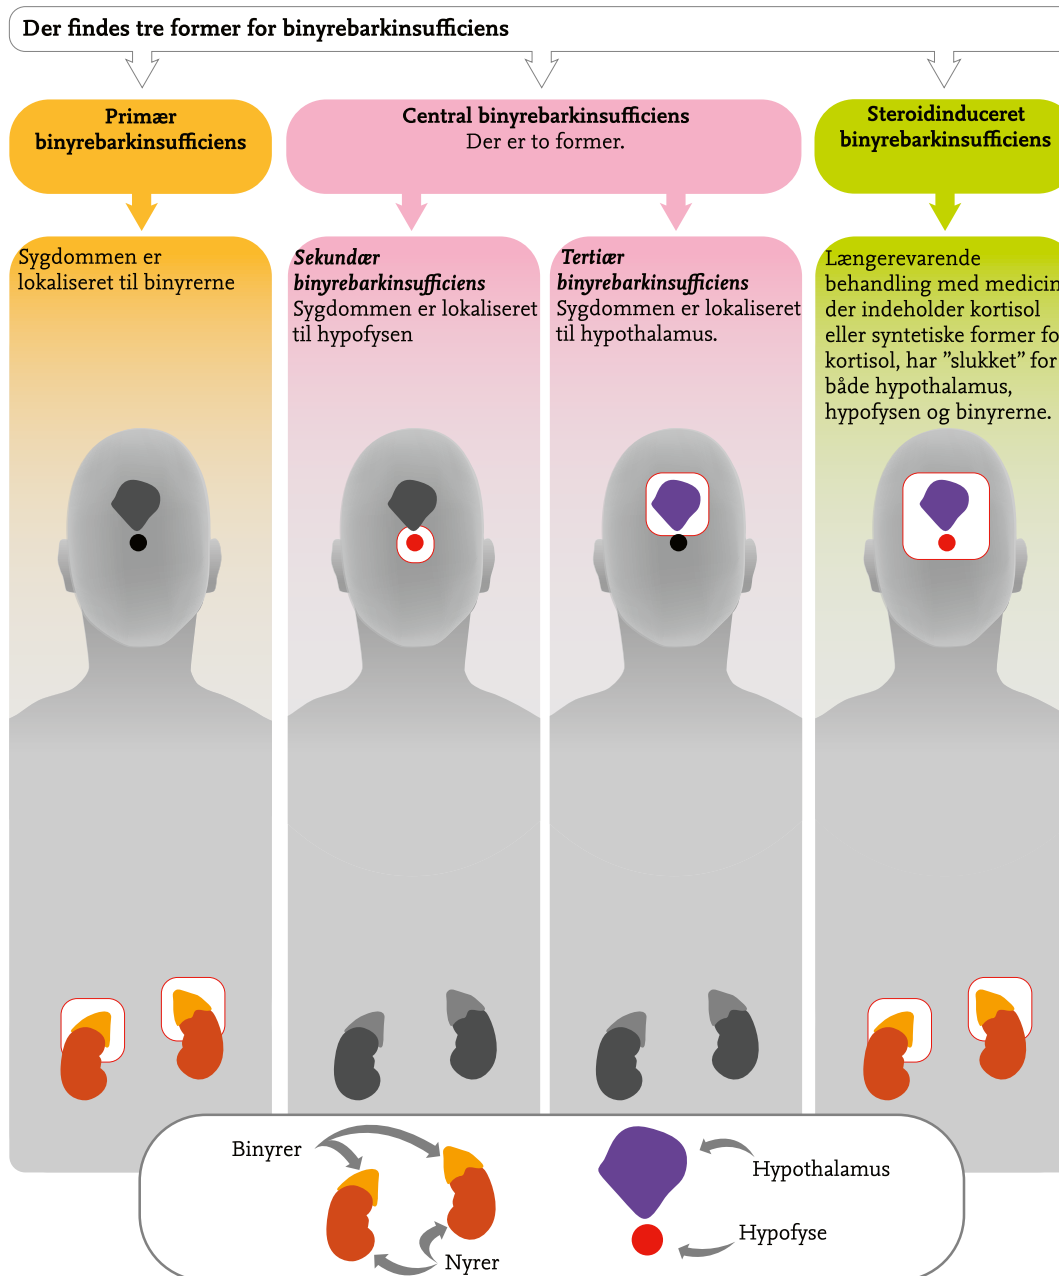 Der findes tre former for binyrebarkinsufficiens
Primær
binyrebarkinsufficiens
Central binyrebarkinsufficiens
Der er to former.
Steroidinduceret
binyrebarkinsufficiens
Sygdommen er
lokaliseret til binyrerne
Sekundær
binyrebarkinsufficiens
Sygdommen er lokaliseret
til hypofysen
Tertiær
binyrebarkinsufficiens
Sygdommen er lokaliseret
til hypothalamus.
Længerevarende
behandling med medicin
der indeholder kortisol
eller syntetiske former fo
kortisol, har ”slukket” for
både hypothalamus,
hypofysen og binyrerne.
Binyrer
Nyrer
Hypothalamus
Hypofyse